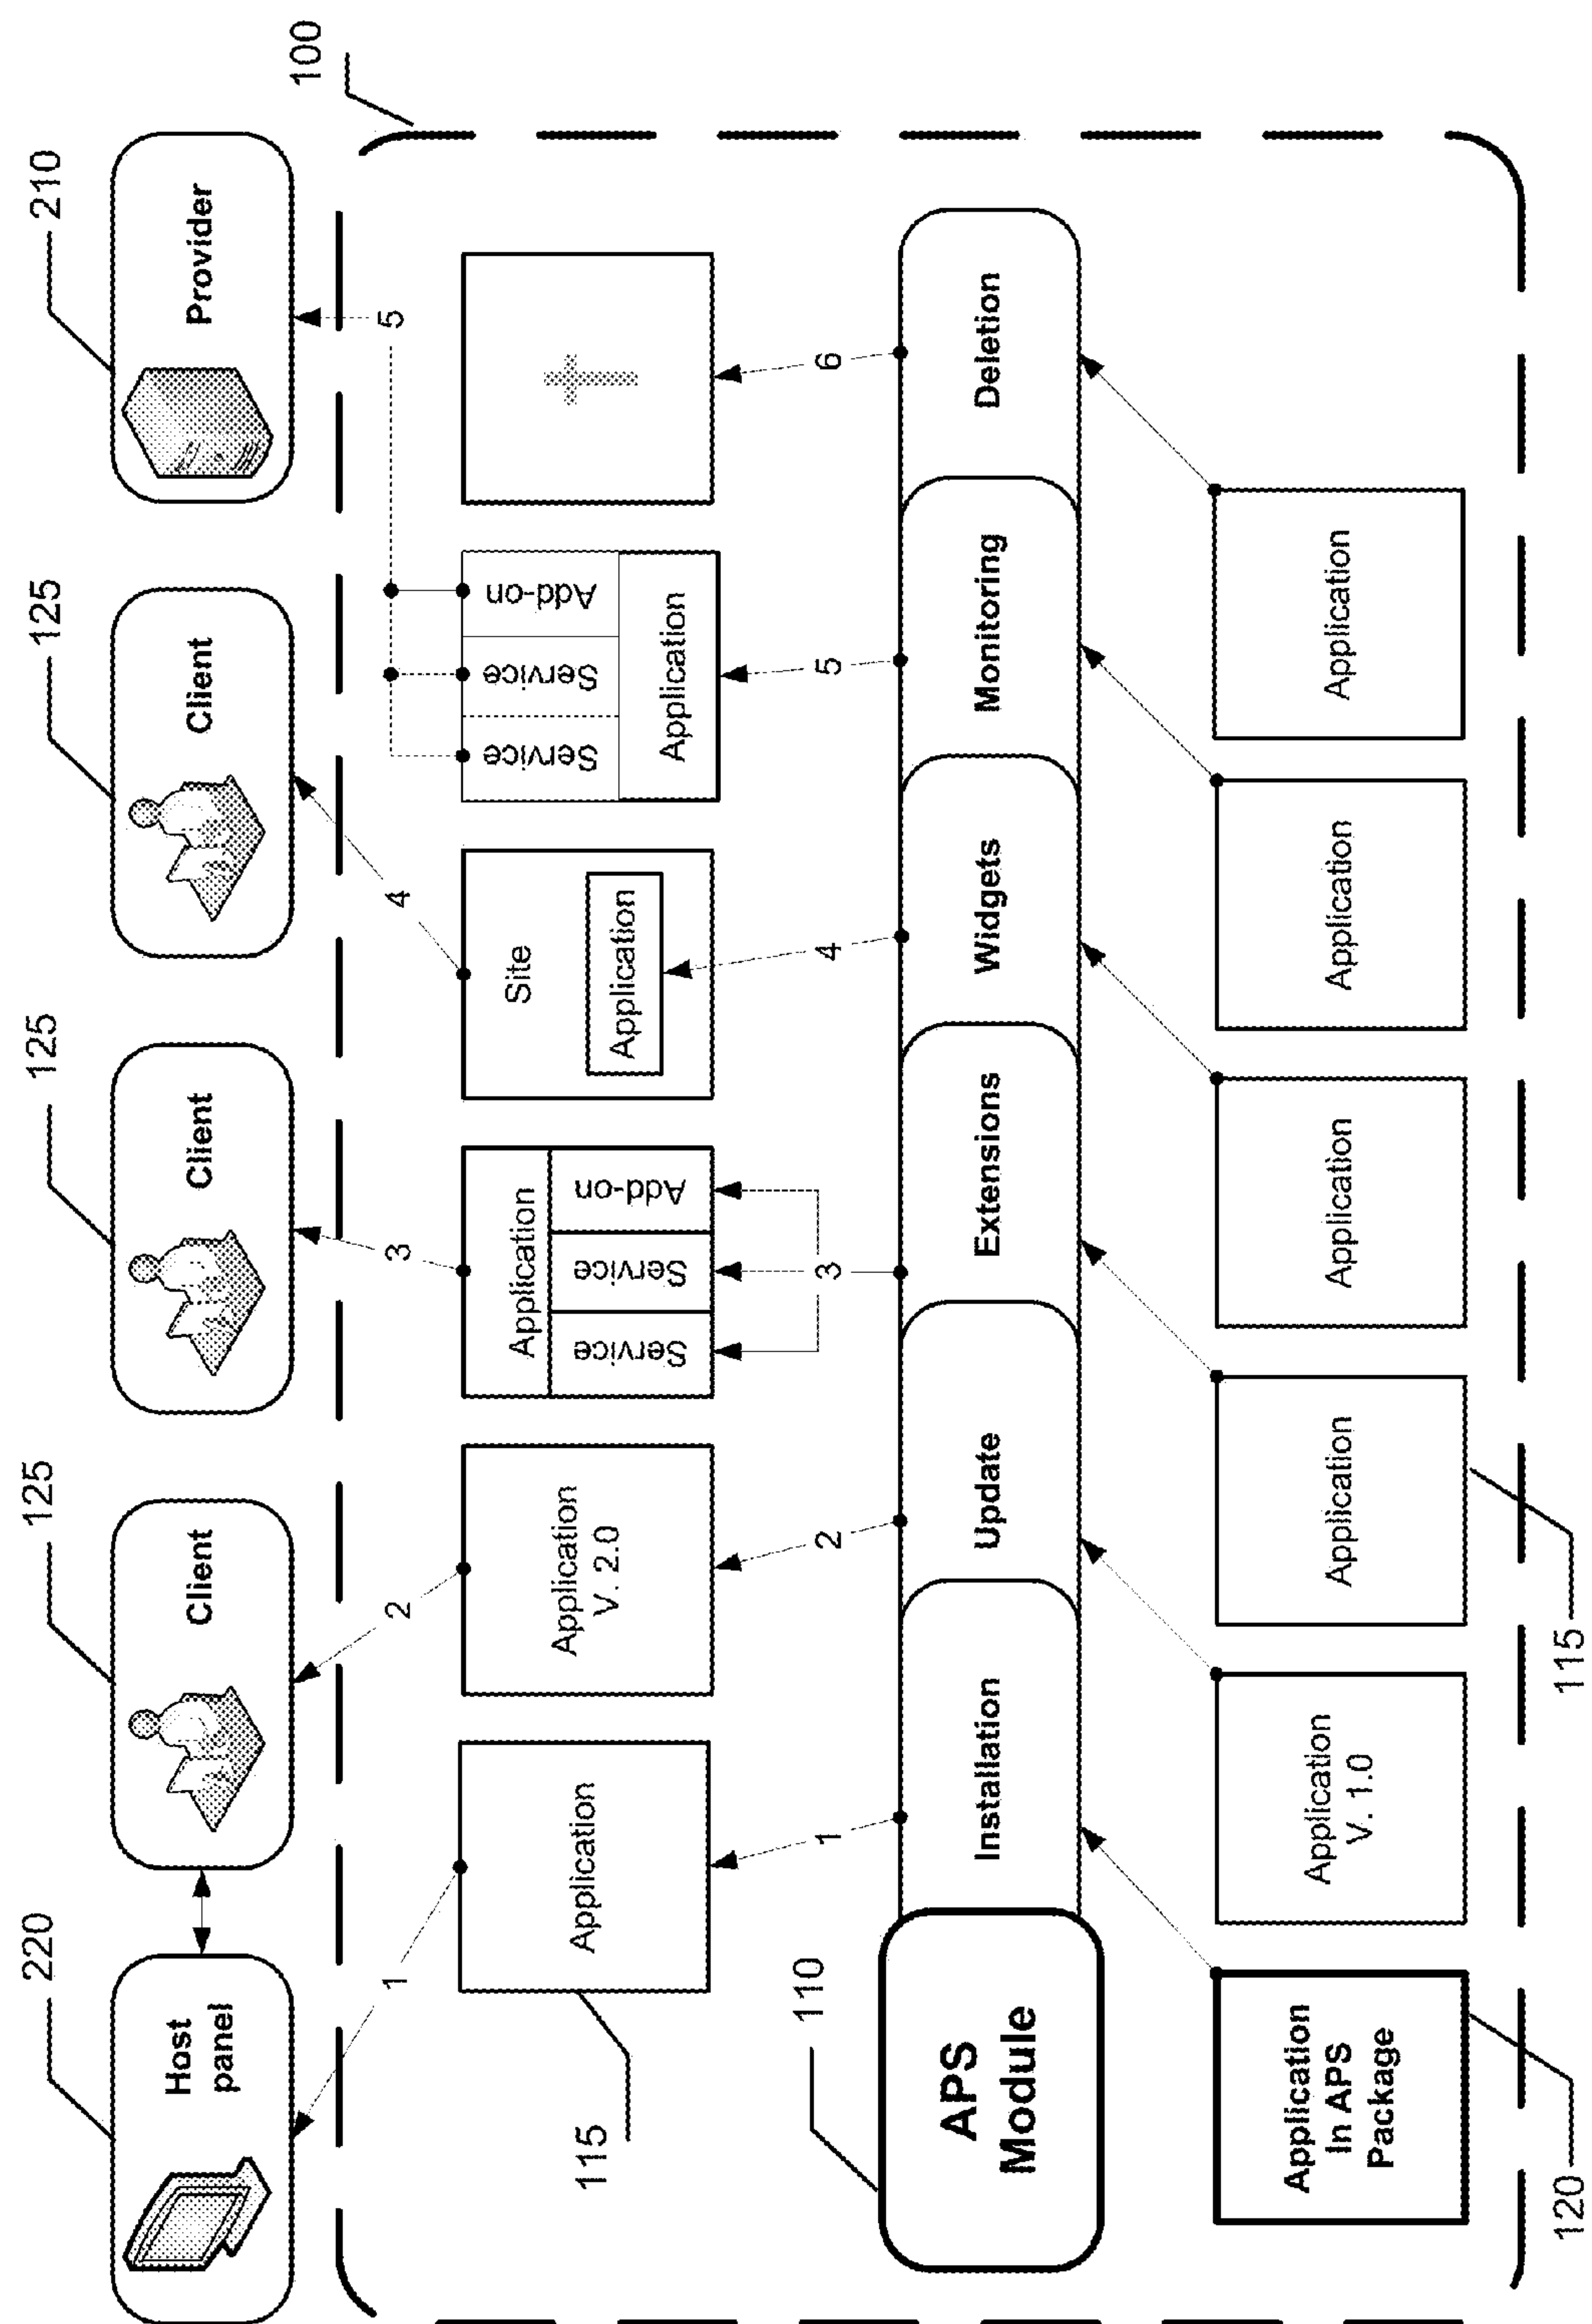 100
220
125
125
125
210
Host
panel
Client
Client
Client
Provider
1
2
3
4
5
115
Application
Application
V. 2.0
Application
Service
Service
Add-on
Site
Application
Service
Service
Add-on
Application
1
2
3
4
5
6
110
APS
Module
Installation
Update
Extensions
Widgets
Monitoring
Deletion
Application
In APS
Package
Application
V. 1.0
Application
Application
Application
Application
120
115